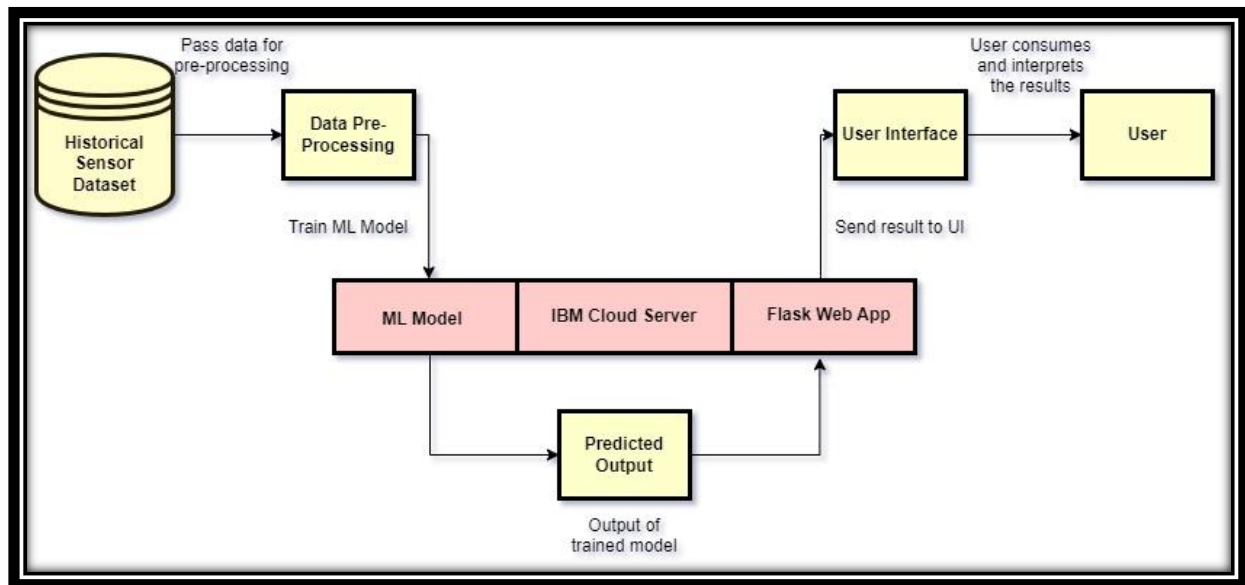 Pass data for
pre-processing
Historical
Sensor
Dataset
Data Pre-
Processing
Train ML Model
ML Model
IBM Cloud Server
Flask Web App
Predicted
Output
Output of
trained model
Send result to UI
User Interface
User consumes
and interprets
the results
User